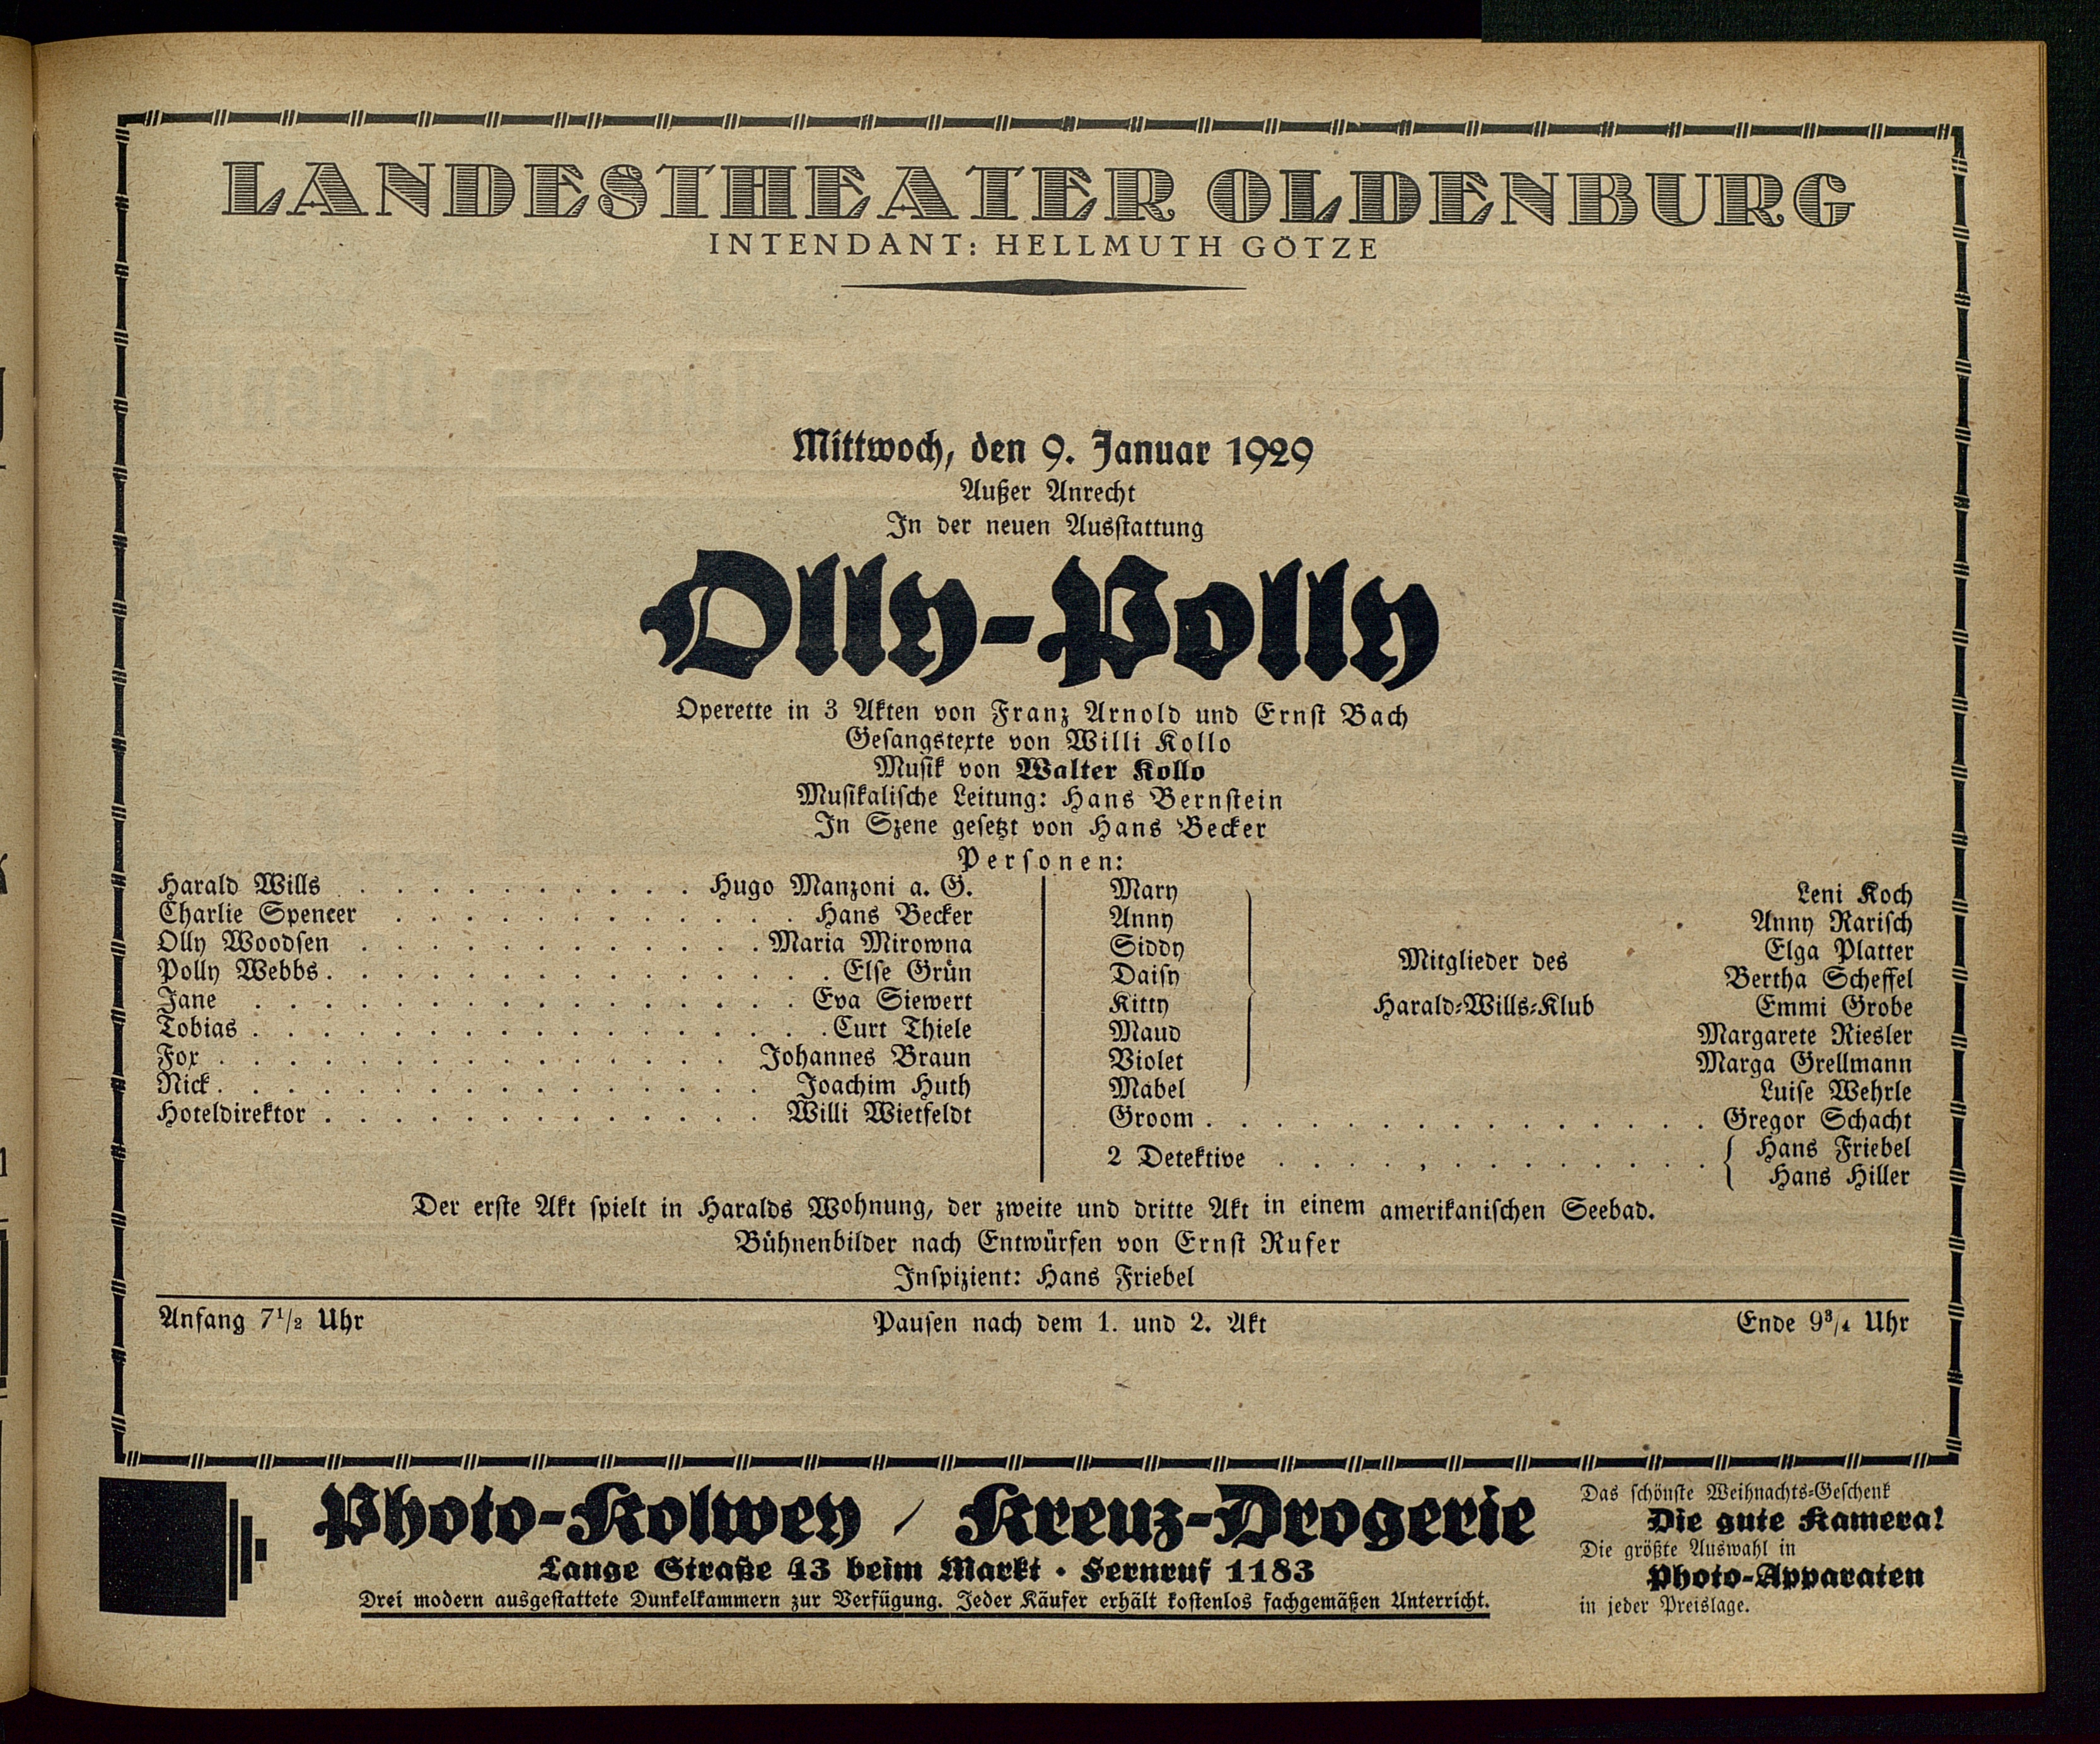 LANDESTHEATER OLDENBURG
INTENDANT: HELLMUTH GÖTZE
Mittwoch, den 9. Januar 1929
Außer Anrecht
In der neuen Ausstattung
Olly-Polly
Operette in 3 Akten von Franz Arnold und Ernst Bach
Gesangstexte von Willi Kollo
Musik von Walter Kollo
Musikalische Leitung: Hans Bernstein
In Szene gesetzt von Hans Becker
Personen:
Harald Wills . . . . . . . . . . Hugo Manzoni a. G.
Charlie Spencer . . . . . . . . . . . . Hans Becker
Olly Woodsen . . . . . . . . . . . . Maria Mirowna
Polly Webbs . . . . . . . . . . . . . . . Else Grün
Jane . . . . . . . . . . . . . . . . Eva Siewert
Tobias . . . . . . . . . . . . . . . . . Curt Thiele
Fox . . . . . . . . . . . . . . . Johannes Braun
Nick . . . . . . . . . . . . . . . . Joachim Huth
Hoteldirektor . . . . . . . . . . . . . Willi Wietfeldt
Mary Leni Koch
Anny Anny Rarisch
Siddy Elga Platter
Mitglieder des
Daisy Bertha Scheffel
Kitty Harald-Wills-Klub Emmi Grobe
Maud Margarete Riesler
Violet Marga Grellmann
Mabel Luise Wehrle
Groom . . . . . . . . . . . . . . . Gregor Schacht
2 Detektive . . . . . . . . . . . . . { Hans Friebel
Hans Hiller
Der erste Akt spielt in Haralds Wohnung, der zweite und dritte Akt in einem amerikanischen Seebad.
Bühnenbilder nach Entwürfen von Ernst Rufer
Inspizient: Hans Friebel
Anfang 7 1/2 Uhr Pausen nach dem 1. und 2. Akt Ende 9 3/4 Uhr
Photo-Kolwey / Kreuz-Drogerie
Lange Straße 43 beim Markt • Fernruf 1183
Drei modern ausgestattete Dunkelkammern zur Verfügung. Jeder Käufer erhält kostenlos fachgemäßen Unterricht.
Das schönste Weihnachts-Geschenk
Die gute Kamera!
Die größte Auswahl in
Photo-Apparaten
in jeder Preislage.